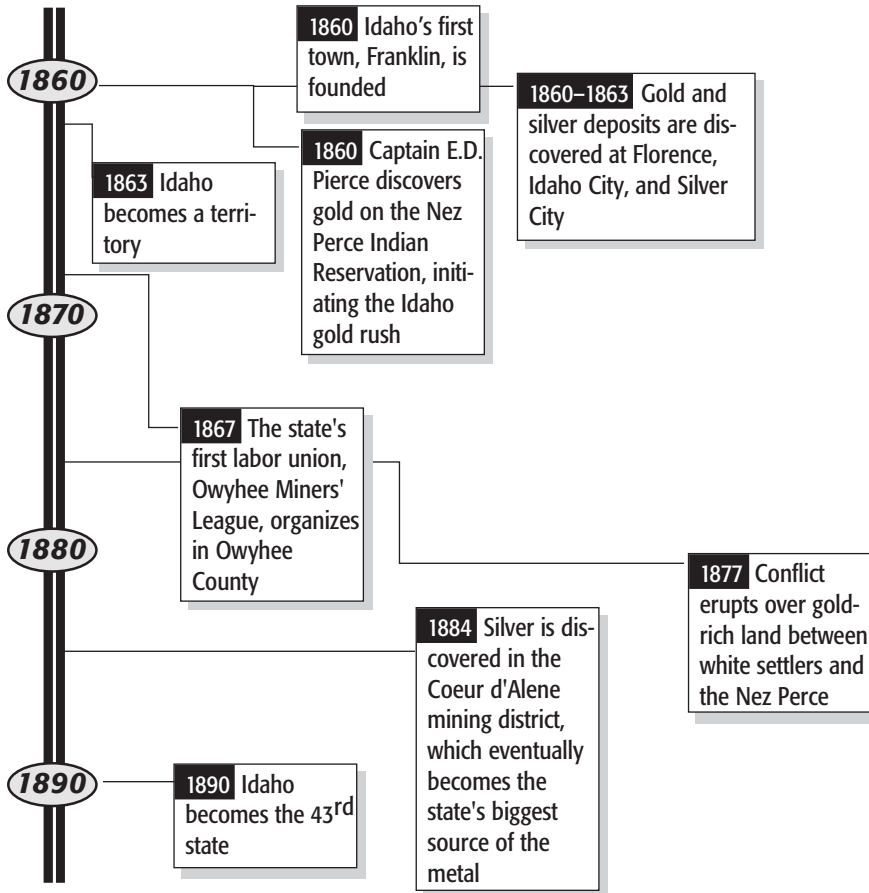 1860
1860 Idaho's first
town, Franklin, is
founded
1860–1863 Gold and
silver deposits are dis-
covered at Florence,
Idaho City, and Silver
City
1860 Captain E.D.
Pierce discovers
gold on the Nez
Perce Indian
Reservation, initi-
ating the Idaho
gold rush
1863 Idaho
becomes a terri-
tory
1870
1867 The state's
first labor union,
Owyhee Miners'
League, organizes
in Owyhee
County
1880
1877 Conflict
erupts over gold-
rich land between
white settlers and
the Nez Perce
1884 Silver is dis-
covered in the
Coeur d'Alene
mining district,
which eventually
becomes the
state's biggest
source of the
metal
1890
1890 Idaho
becomes the 43rd
state